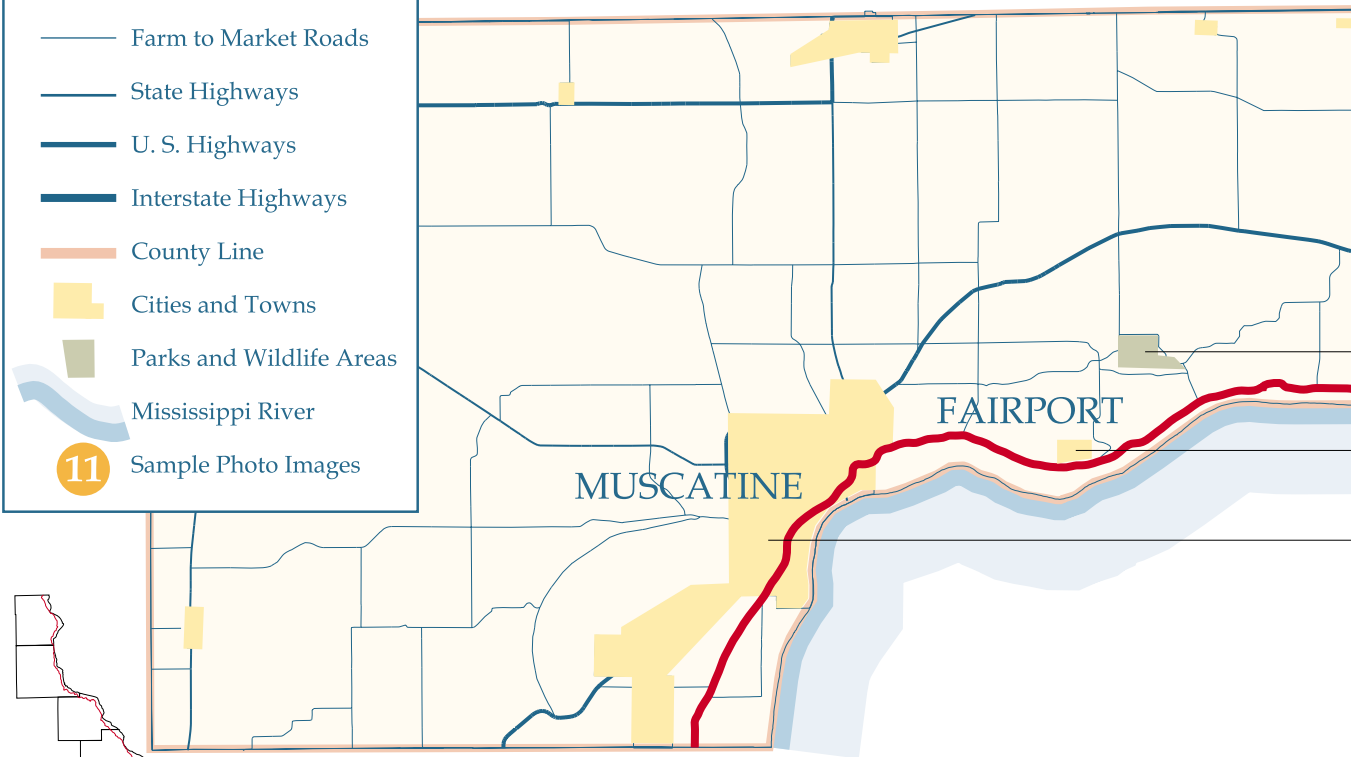 Farm to Market Roads
State Highways
U. S. Highways
Interstate Highways
County Line
Cities and Towns
Parks and Wildlife Areas
Mississippi River
11 Sample Photo Images
FAIRPORT
MUSCATINE